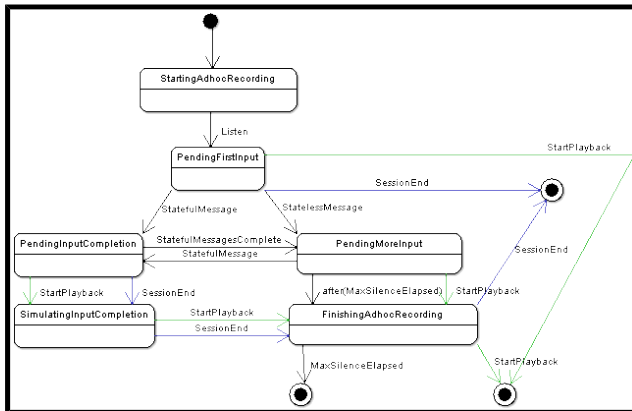 StartingAdhocRecording
Listen
PendingFirstInput
StartPlayback
SessionEnd
StatefulMessage
StatelessMessage
PendingInputCompletion
StatefulMessagesComplete
PendingMoreInput
StatefulMessage
SessionEnd
StartPlayback
SessionEnd
after(MaxSilenceElapsed)
StartPlayback
SimulatingInputCompletion
StartPlayback
FinishingAdhocRecording
SessionEnd
MaxSilenceElapsed
StartPlayback